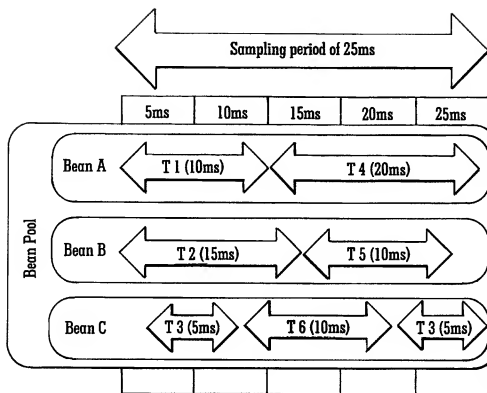 Sampling period of 25ms
5ms 10ms 15ms 20ms 25ms
Bean Pool
Bean A T 1 (10ms) T 4 (20ms)
Bean B T 2 (15ms) T 5 (10ms)
Bean C T 3 (5ms) T 6 (10ms) T 3 (5ms)